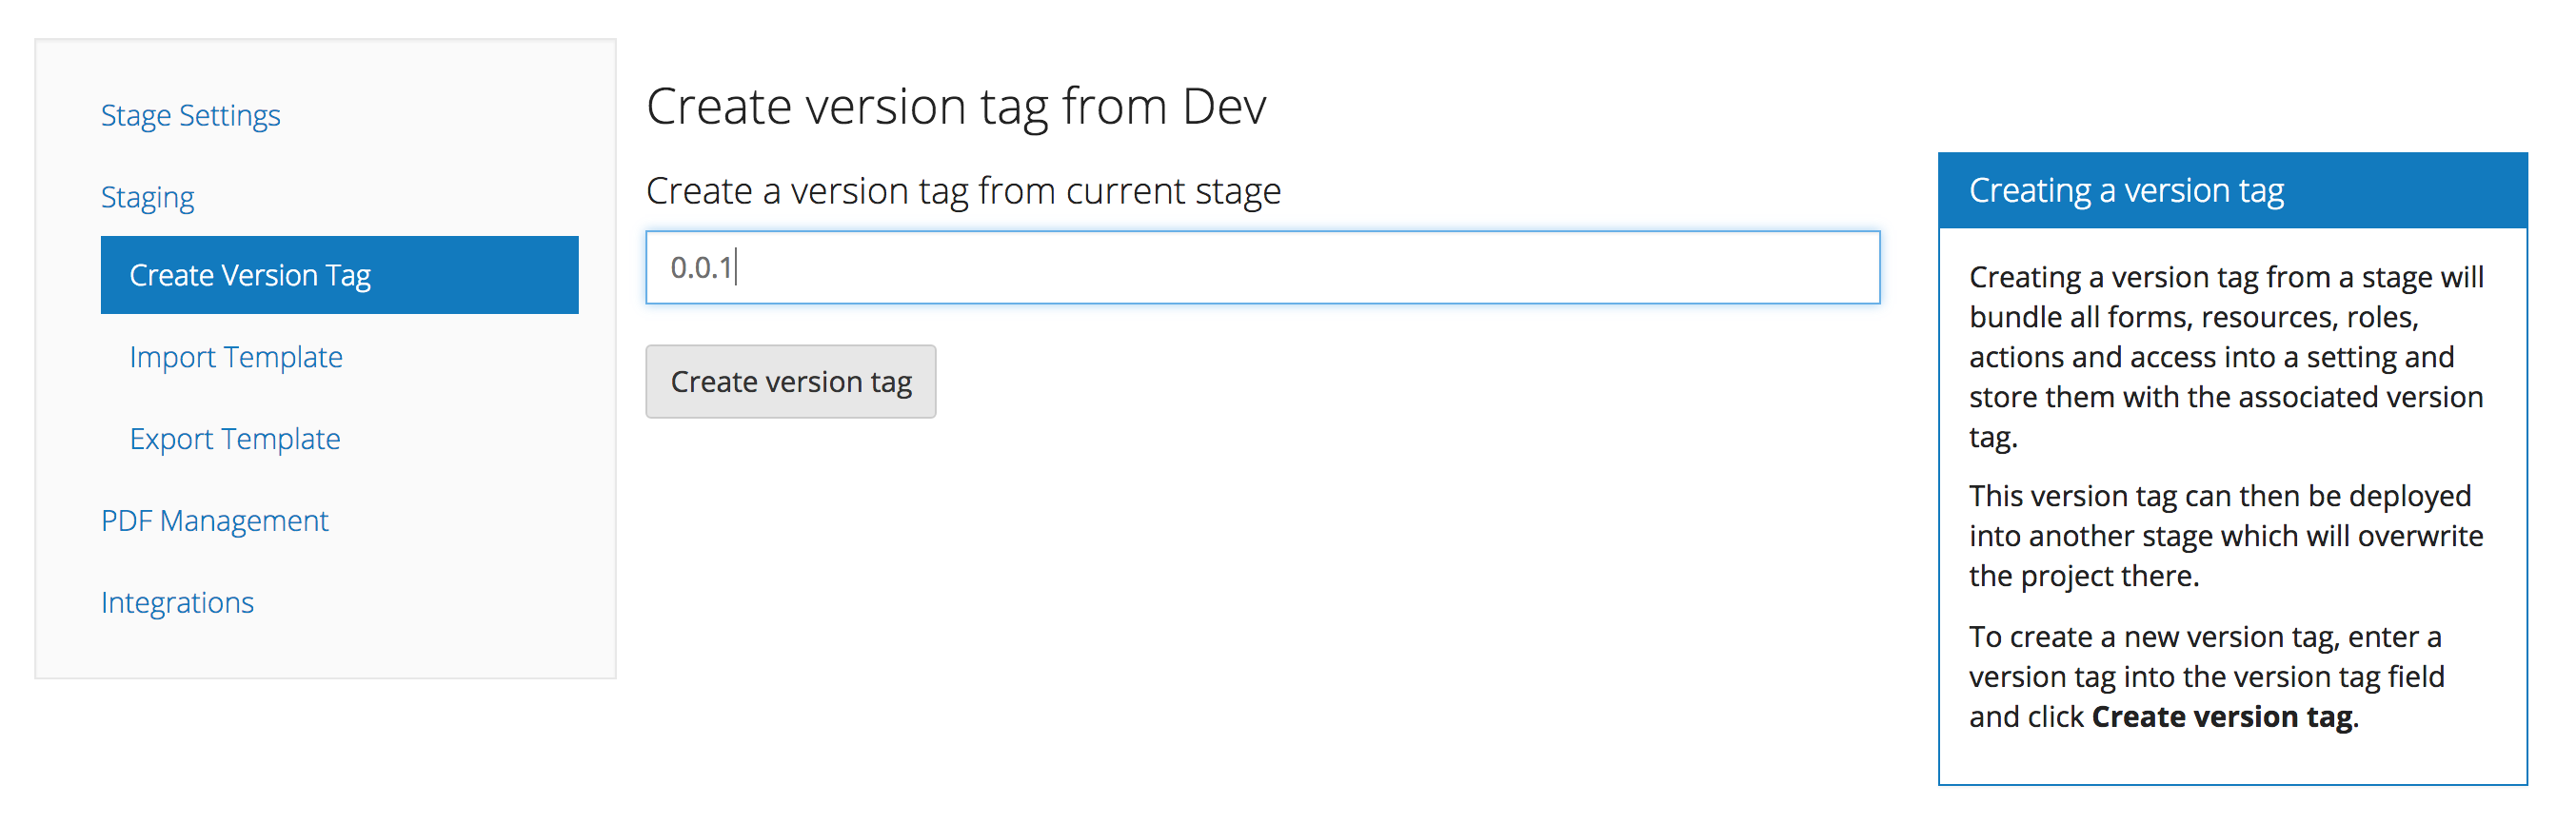 Stage Settings
Staging
Create Version Tag
Import Template
Export Template
PDF Management
Integrations
Create version tag from Dev
Create a version tag from current stage
0.0.1
Create version tag
Creating a version tag
Creating a version tag from a stage will
bundle all forms, resources, roles,
actions and access into a setting and
store them with the associated version
tag.
This version tag can then be deployed
into another stage which will overwrite
the project there.
To create a new version tag, enter a
version tag into the version tag field
and click Create version tag.